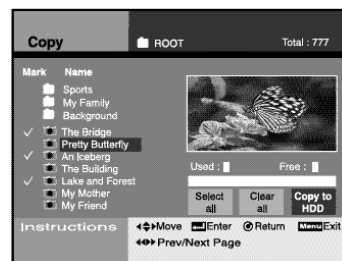 Copy ROOT Total : 777
Mark Name
Sports
My Family
Background
The Bridge
Pretty Butterfly
An Iceberg
The Building
Lake and Forest
My Mother
My Friend
Used : Free :
Select all Clear all Copy to HDD
Instructions Move Enter Return Menu Exit
Prev/Next Page